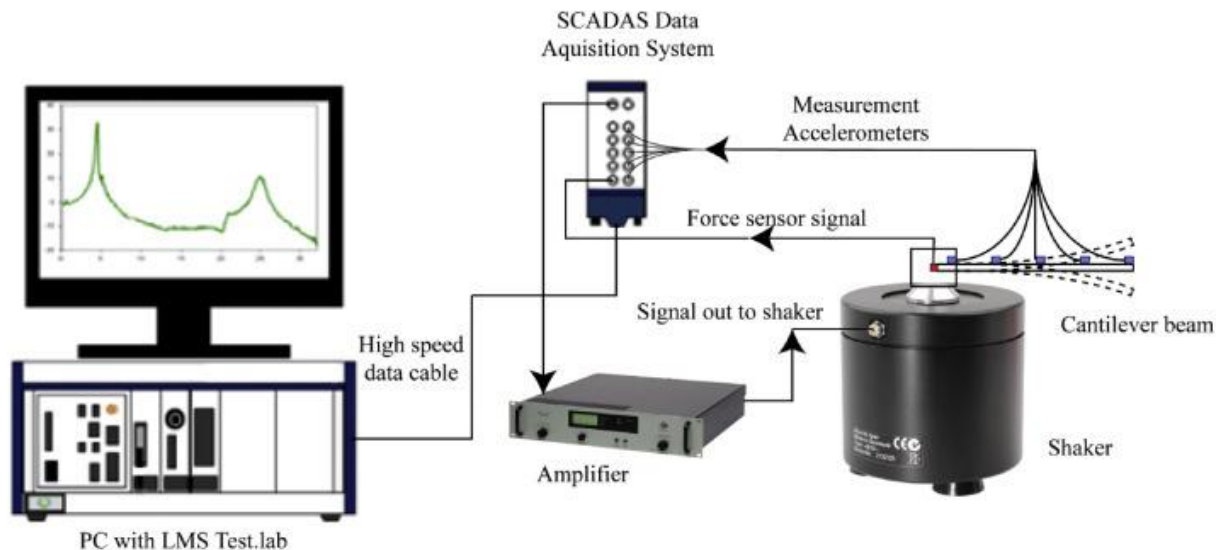 SCADAS Data
Aquisition System
Measurement
Accelerometers
Force sensor signal
Signal out to shaker
Cantilever beam
High speed
data cable
Shaker
Amplifier
PC with LMS Test.lab